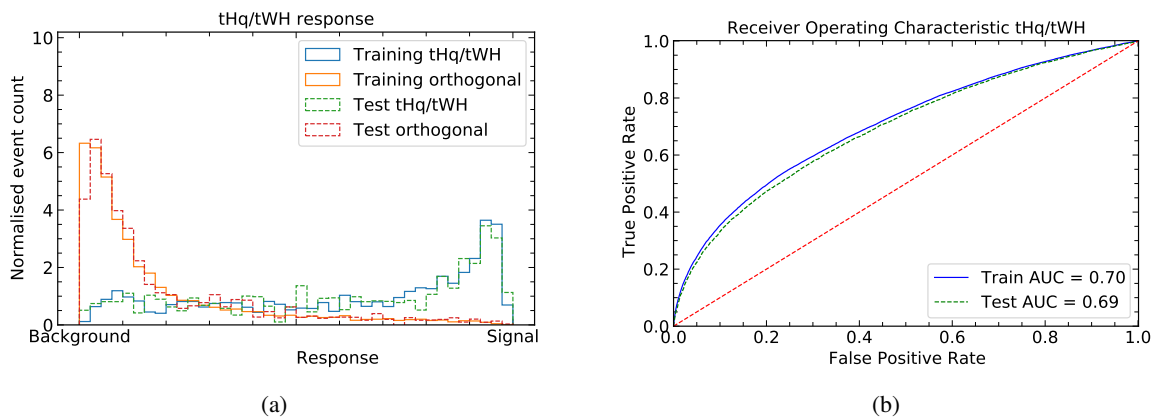 tHq/tWH response
10
8
6
4
2
0
Normalised event count
Training tHq/tWH
Training orthogonal
Test tHq/tWH
Test orthogonal
Background
Signal
Response
(a)
Receiver Operating Characteristic tHq/tWH
1.0
0.8
0.6
0.4
0.2
0.0
True Positive Rate
Train AUC = 0.70
Test AUC = 0.69
0.0 0.2 0.4 0.6 0.8 1.0
False Positive Rate
(b)